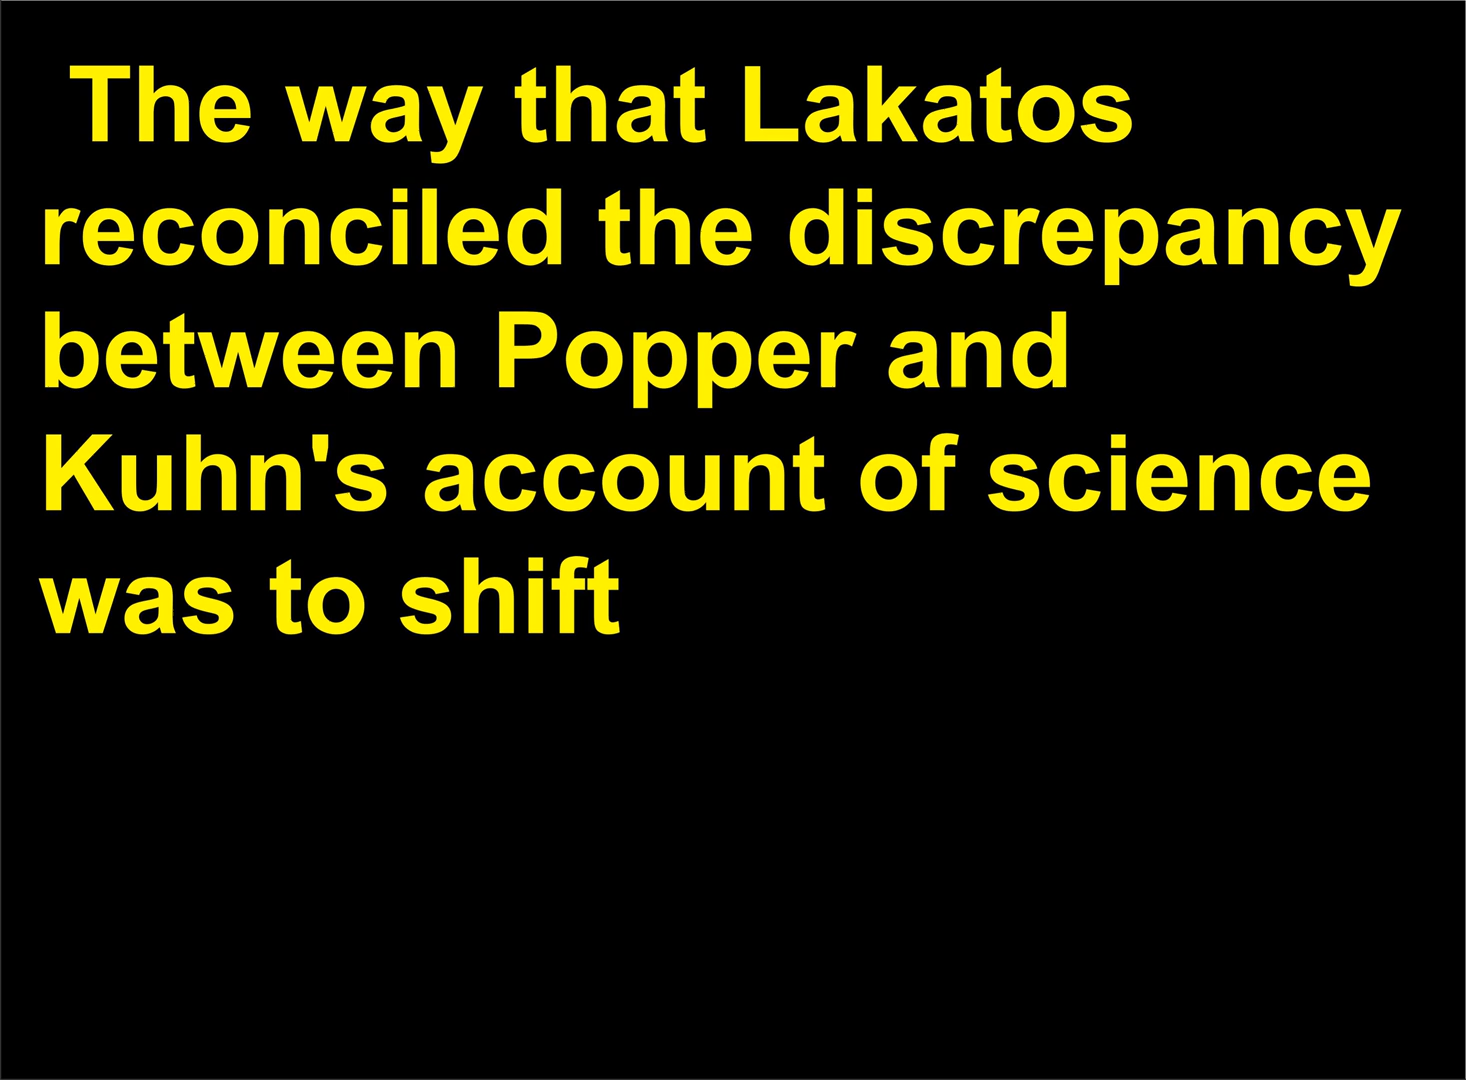 The way that Lakatos
reconciled the discrepancy
between Popper and
Kuhn's account of science
was to shift